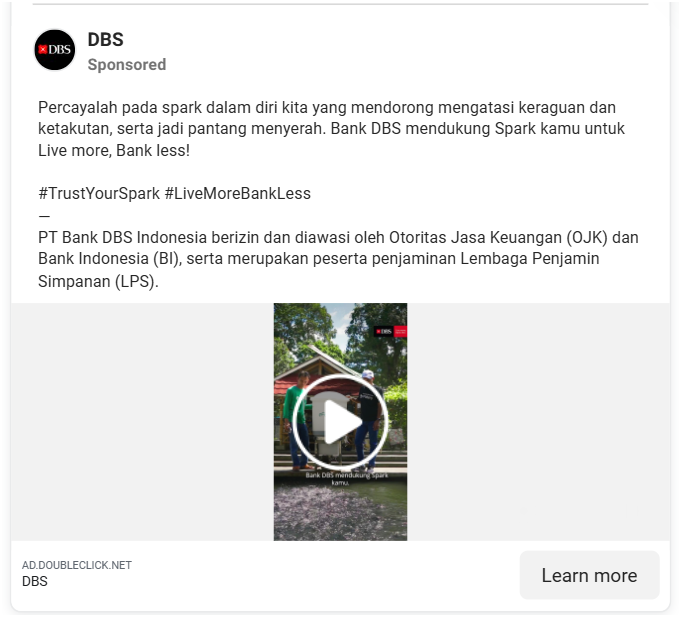 DBS
DBS
Sponsored
Percayalah pada spark dalam diri kita yang mendorong mengatasi keraguan dan
ketakutan, serta jadi pantang menyerah. Bank DBS mendukung Spark kamu untuk
Live more, Bank less!
#TrustYourSpark #LiveMoreBankLess
—
PT Bank DBS Indonesia berizin dan diawasi oleh Otoritas Jasa Keuangan (OJK) dan
Bank Indonesia (BI), serta merupakan peserta penjaminan Lembaga Penjamin
Simpanan (LPS).
DBS
Bank DBS mendukung Spark
kamu.
AD.DOUBLECLICK.NET
DBS
Learn more